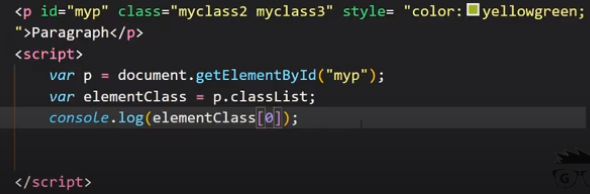 <p id="myp" class="myclass2 myclass3" style= "color:yellowgreen;
">Paragraph</p>
<script>
var p = document.getElementById("myp");
var elementClass = p.classList;
console.log(elementClass[0]);
</script>
G